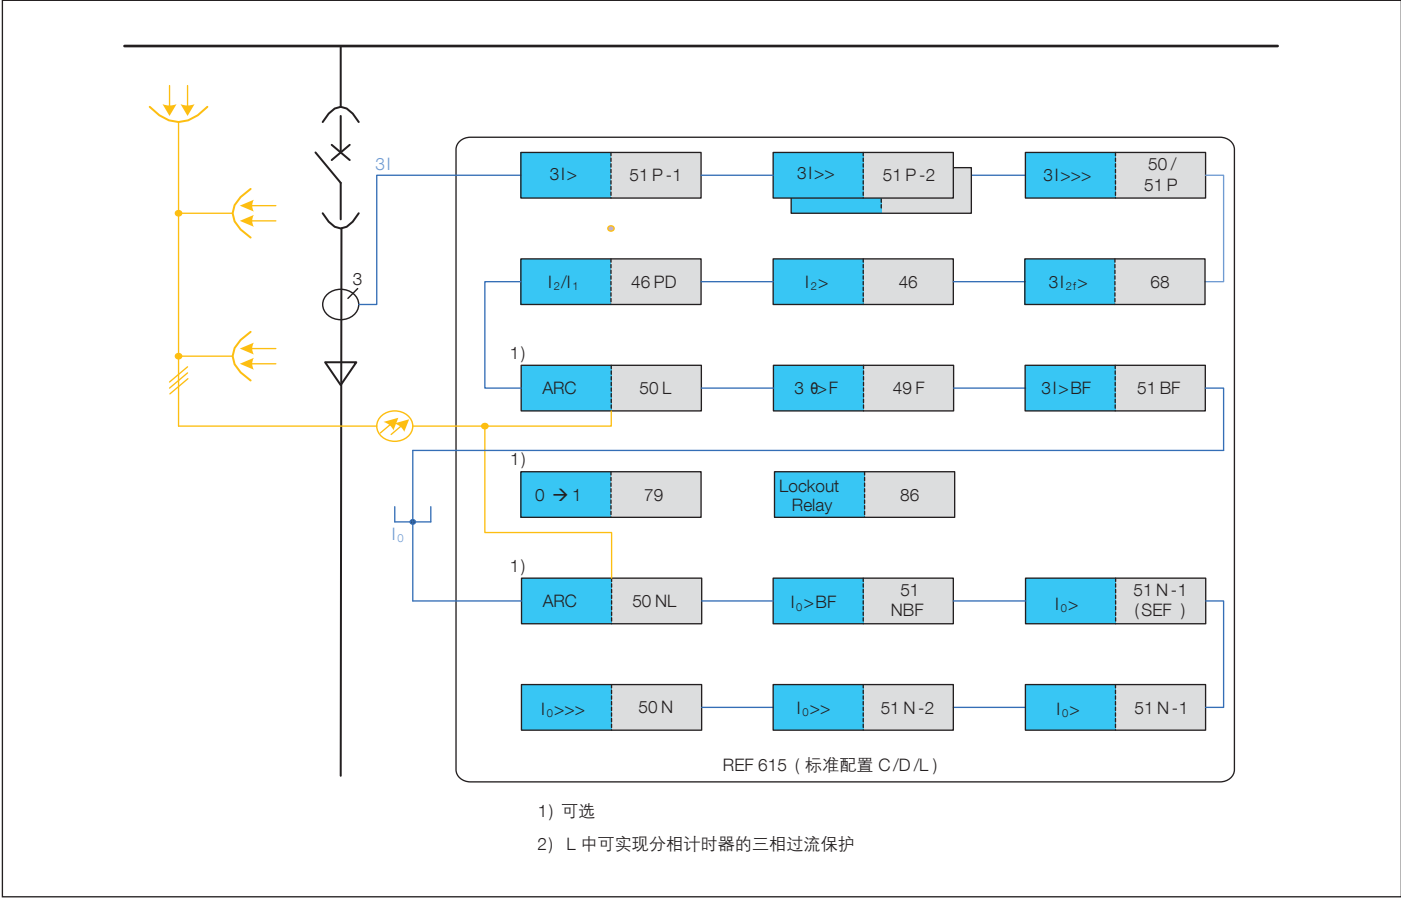 3I
3I>
51P-1
3I>>
51P-2
3I>>>
50/
51P
3
I₂/I₁
46PD
I₂>
46
3I₂f>
68
1)
ARC
50L
3 θ>F
49F
3I>BF
51BF
1)
0 → 1
79
Lockout
Relay
86
I₀
1)
ARC
50NL
I₀>BF
51
NBF
I₀>
51N-1
(SEF )
I₀>>>
50N
I₀>>
51N-2
I₀>
51N-1
REF 615 ( 标准配置 C/D/L )
1) 可选
2) L 中可实现分相计时器的三相过流保护